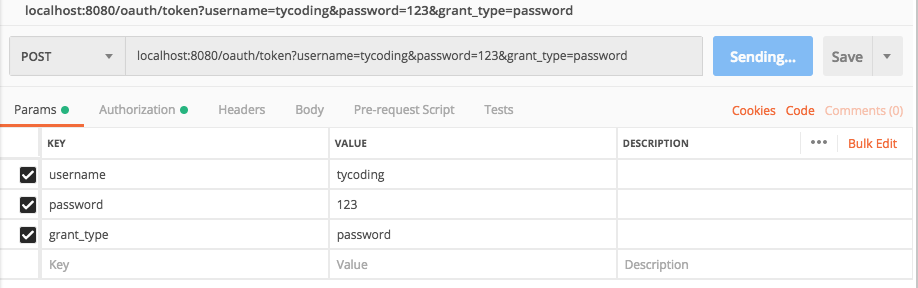 localhost:8080/oauth/token?username=tycoding&password=123&grant_type=password
POST localhost:8080/oauth/token?username=tycoding&password=123&grant_type=password Sending... Save
Params Authorization Headers Body Pre-request Script Tests Cookies Code Comments (0)
KEY VALUE DESCRIPTION ••• Bulk Edit
username tycoding
password 123
grant_type password
Key Value Description